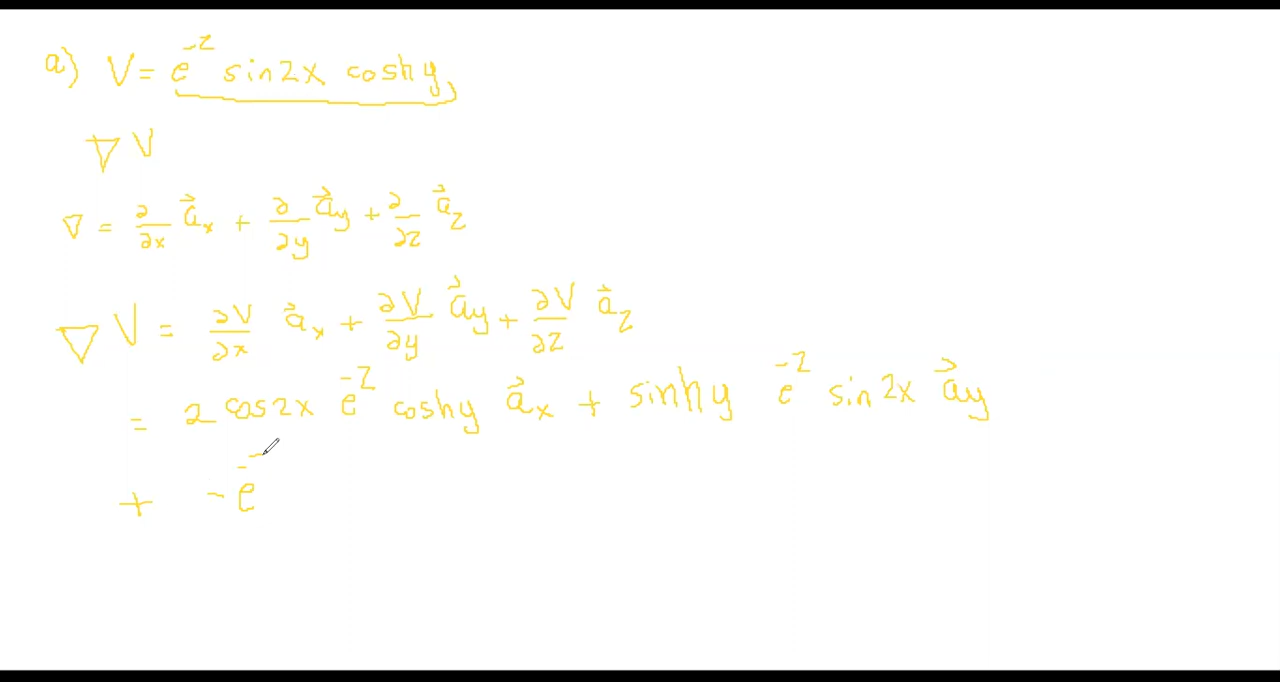 a) V = e^{-z} sin2x coshy
∇ V
∇ = ∂/∂x a⃗x + ∂/∂y a⃗y + ∂/∂z a⃗z
∇ V = ∂V/∂x a⃗x + ∂V/∂y a⃗y + ∂V/∂z a⃗z
= 2 cos2x e^{-z} coshy a⃗x + sinhy e^{-z} sin2x a⃗y
+ -e^{-